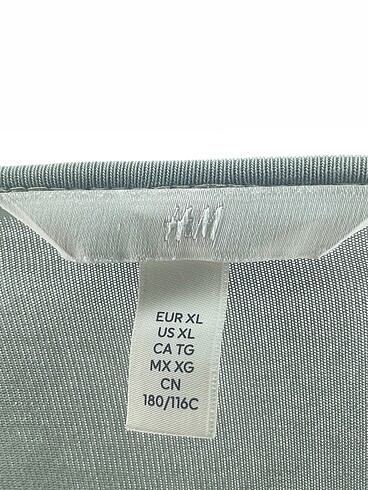 H&M
EUR XL
US XL
CA TG
MX XG
CN
180/116C